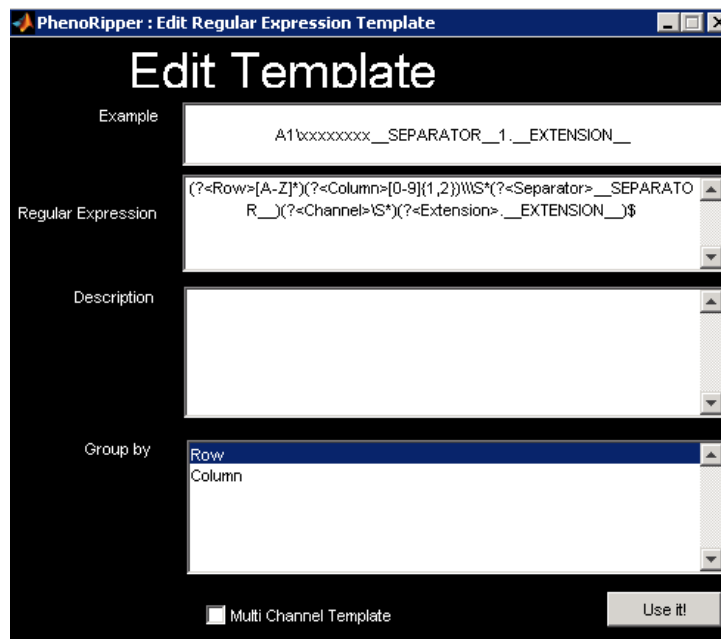 PhenoRipper : Edit Regular Expression Template
Edit Template
Example
A1\xxxxxxxx__SEPARATOR__1.__EXTENSION__
Regular Expression
(?<Row>[A-Z]*)(?<Column>[0-9]{1,2})\\\S*(?<Separator>__SEPARATO
R__)(?<Channel>\S*)(?<Extension>.__EXTENSION__)$
Description
Group by
Row
Column
Multi Channel Template
Use it!